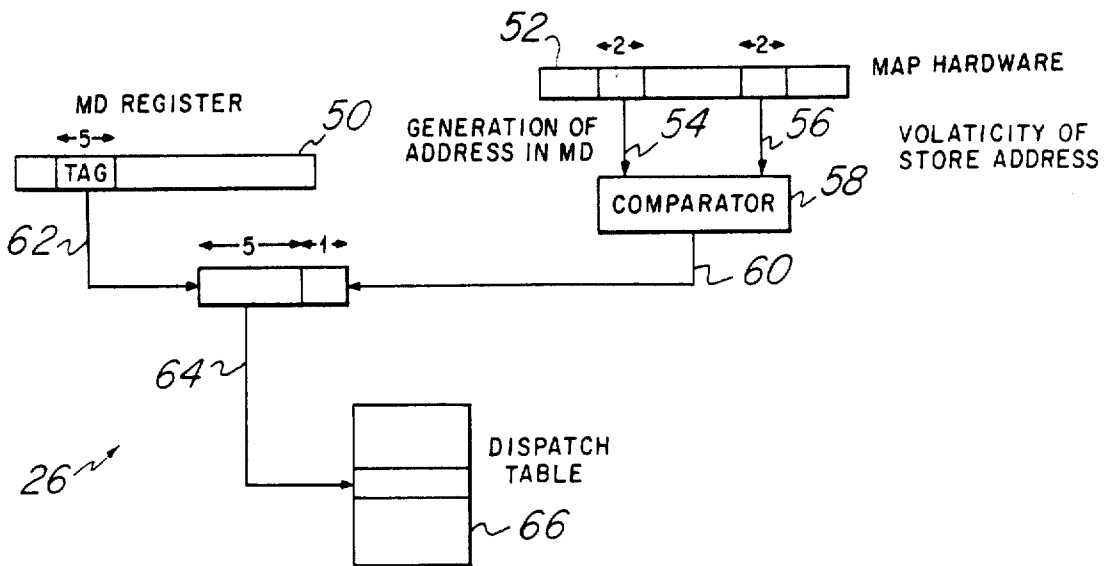 52
2
2
MAP HARDWARE
MD REGISTER
5
50
GENERATION OF
ADDRESS IN MD
54
56
VOLATICITY OF
STORE ADDRESS
TAG
COMPARATOR
58
62
5
1
60
64
DISPATCH
TABLE
26
66